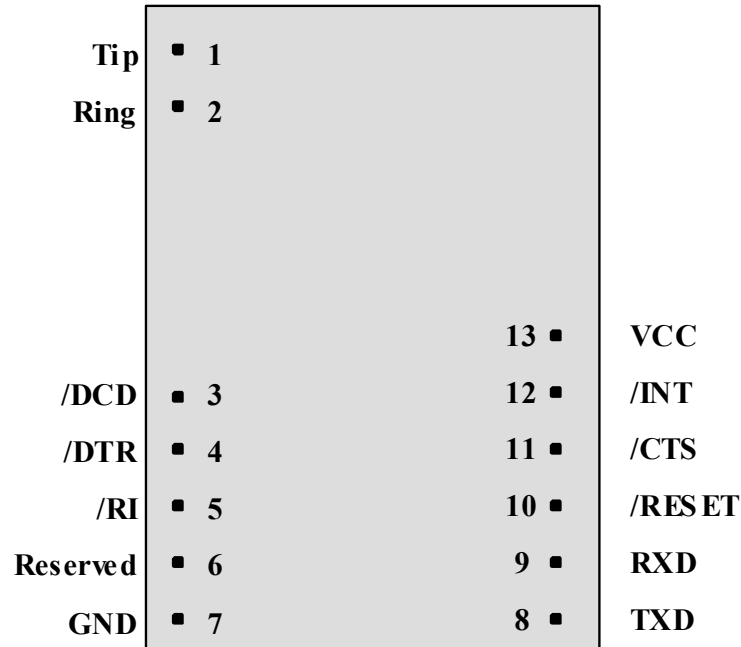 Tip 1
Ring 2
13 VCC
/DCD 3 12 /INT
/DTR 4 11 /CTS
/RI 5 10 /RESET
Reserved 6 9 RXD
GND 7 8 TXD